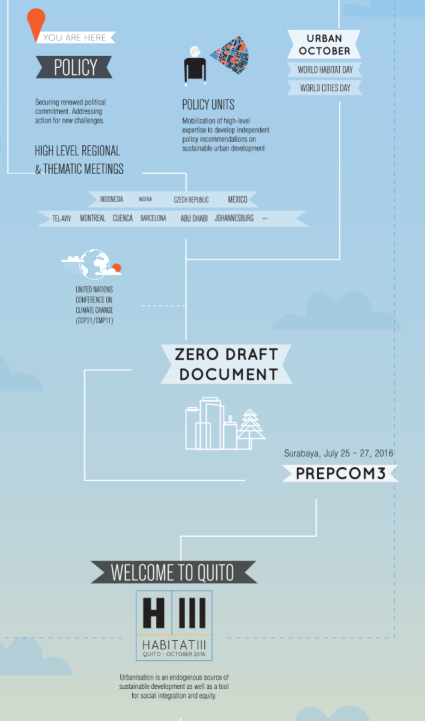 YOU ARE HERE
POLICY
Securing renewed political
commitment. Addressing
action for new challenges.
HIGH LEVEL REGIONAL
& THEMATIC MEETINGS
POLICY UNITS
Mobilization of high-level
expertise to develop independent
policy recommendations on
sustainable urban development
URBAN
OCTOBER
WORLD HABITAT DAY
WORLD CITIES DAY
INDONESIA NIGERIA CZECH REPUBLIC MEXICO
TEL-AVIV MONTREAL CUENCA BARCELONA ABU DHABI JOHANNESBURG ...
UNITED NATIONS
CONFERENCE ON
CLIMATE CHANGE
(COP21/CMP11)
ZERO DRAFT
DOCUMENT
Surabaya, July 25 - 27, 2016
PREPCOM3
WELCOME TO QUITO
H III
HABITAT III
QUITO - OCTOBER 2016
Urbanisation is an endogenous source of
sustainable development as well as a tool
for social integration and equity.